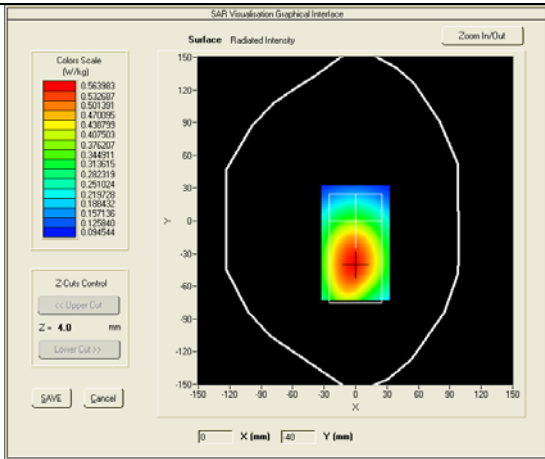 SAR Visualisation Graphical Interface
Surface Radiated Intensity
Zoom In/Out
Colors Scale
(W/kg)
0.563983
0.532687
0.501391
0.470095
0.438799
0.407503
0.376207
0.344911
0.313615
0.282319
0.251024
0.219728
0.188432
0.157136
0.125840
0.094544
Z-Cuts Control
<< Upper Cut
Z = 4.0 mm
Lower Cut >>
SAVE Cancel
150-
120-
90-
60-
30-
0-
-30-
-60-
-90-
-120-
-150-
Y
-150 -120 -90 -60 -30 0 30 60 90 120 150
X
0 X (mm) -40 Y (mm)